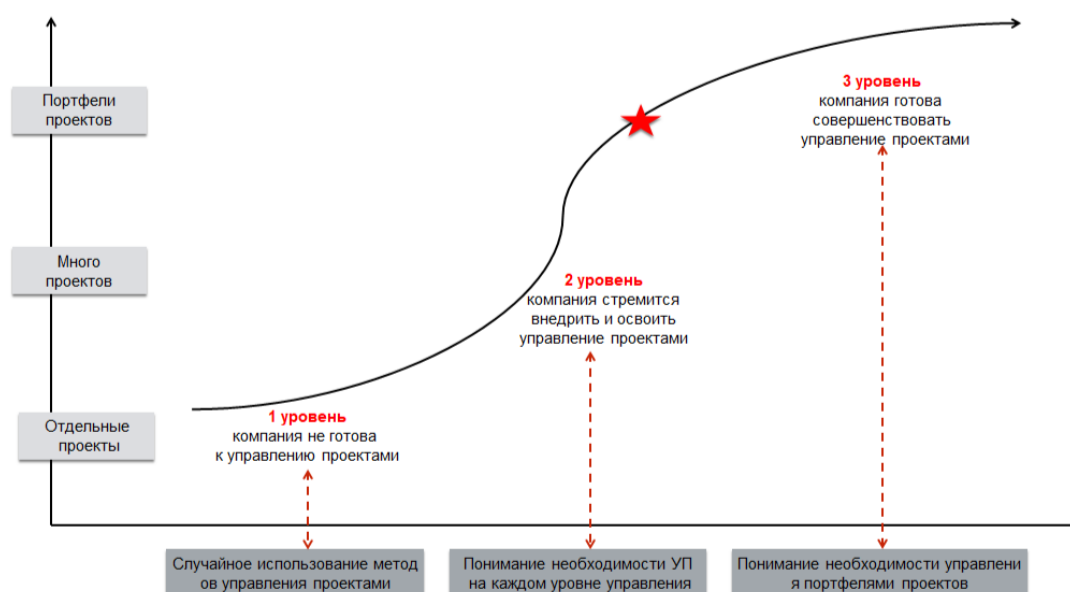 Портфели
проектов
3 уровень
компания готова
совершенствовать
управление проектами
Много
проектов
2 уровень
компания стремится
внедрить и освоить
управление проектами
Отдельные
проекты
1 уровень
компания не готова
к управлению проектами
Случайное использование метод
ов управления проектами
Понимание необходимости УП
на каждом уровне управления
Понимание необходимости управлени
я портфелями проектов